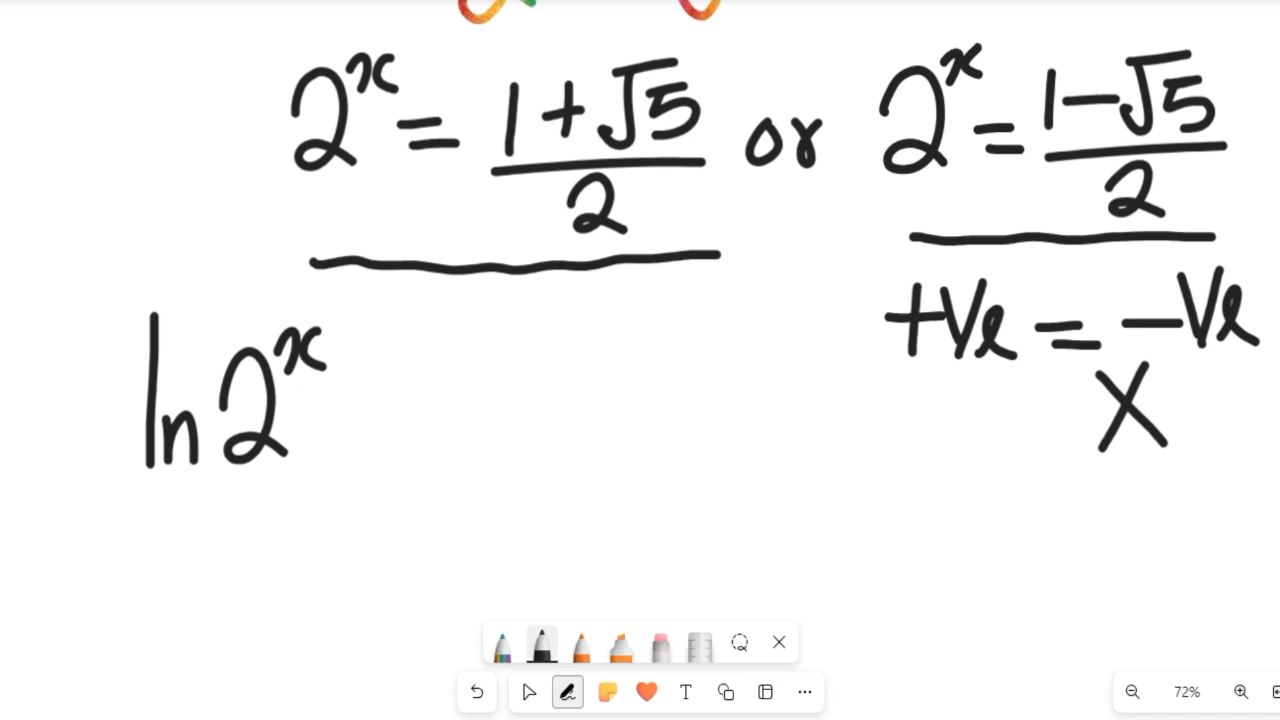 2^x = (1+√5)/2 or 2^x = (1-√5)/2
+ve = -ve
X
ln 2^x
72%